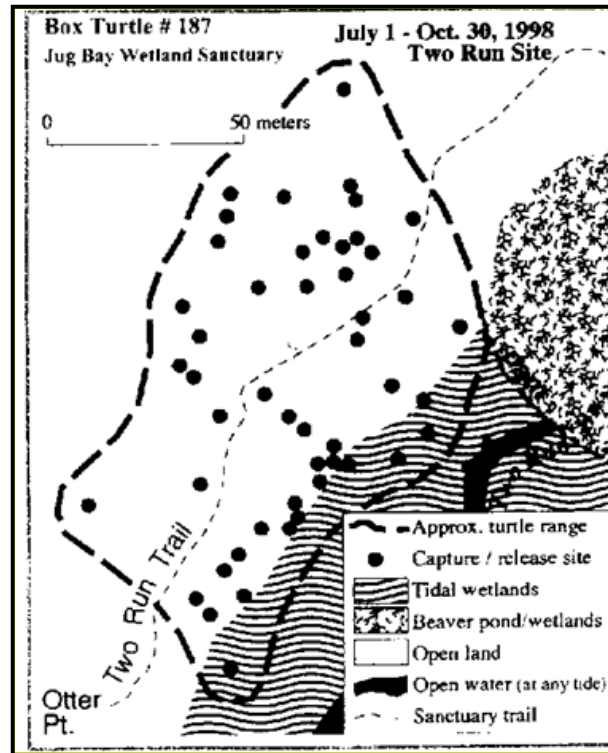 Box Turtle # 187
Jug Bay Wetland Sanctuary
July 1 - Oct. 30, 1998
Two Run Site
0 50 meters
Two Run Trail
Otter
Pt.
Approx. turtle range
Capture / release site
Tidal wetlands
Beaver pond/wetlands
Open land
Open water (at any tide)
Sanctuary trail